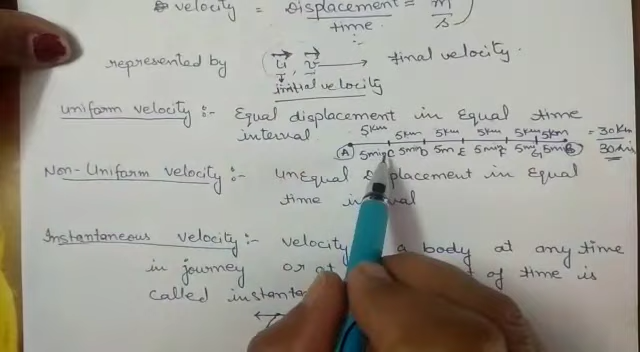 velocity = Displacement = m
time. s
represented by u, v → final velocity.
initial velocity
uniform velocity :- Equal displacement in Equal time
interval 5km 5km 5km 5km 5km 5km = 30Km
A 5min C 5min D 5m E 5min F 5m G 5min B 30Min
Non-Uniform velocity :- UnEqual displacement in Equal
time interval
Instantaneous velocity :- velocity a body at any time
in journey or at of time is
called